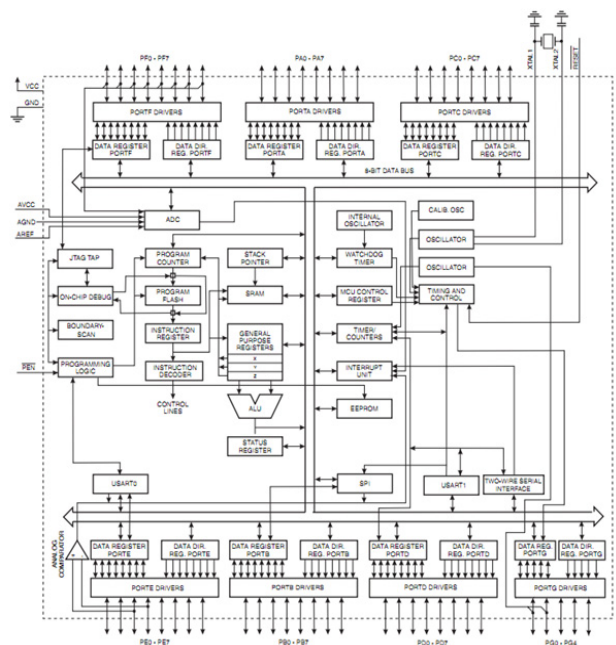 XTAL1
XTAL2
RESET
PF0 - PF7
PA0 - PA7
PC0 - PC7
VCC
GND
PORTF DRIVERS
PORTA DRIVERS
PORTC DRIVERS
DATA REGISTER
PORTF
DATA DIR.
REG. PORTF
DATA REGISTER
PORTA
DATA DIR.
REG. PORTA
DATA REGISTER
PORTC
DATA DIR.
REG. PORTC
8-BIT DATA BUS
AVCC
AGND
AREF
ADC
CALIB. OSC
INTERNAL
OSCILLATOR
OSCILLATOR
JTAG TAP
PROGRAM
COUNTER
STACK
POINTER
WATCHDOG
TIMER
OSCILLATOR
ON-CHIP DEBUG
PROGRAM
FLASH
SRAM
MCU CONTROL
REGISTER
TIMING AND
CONTROL
BOUNDARY-
SCAN
INSTRUCTION
REGISTER
GENERAL
PURPOSE
REGISTERS
X
Y
Z
TIMER/
COUNTERS
PEN
PROGRAMMING
LOGIC
INSTRUCTION
DECODER
INTERRUPT
UNIT
CONTROL
LINES
ALU
EEPROM
STATUS
REGISTER
USART0
SPI
USART1
TWO-WIRE SERIAL
INTERFACE
ANALOG
COMPARATOR
DATA REGISTER
PORTE
DATA DIR.
REG. PORTE
DATA REGISTER
PORTB
DATA DIR.
REG. PORTB
DATA REGISTER
PORTD
DATA DIR.
REG. PORTD
DATA REG.
PORTG
DATA DIR.
REG. PORTG
PORTE DRIVERS
PORTB DRIVERS
PORTD DRIVERS
PORTG DRIVERS
PE0 - PE7
PB0 - PB7
PD0 - PD7
PG0 - PG4